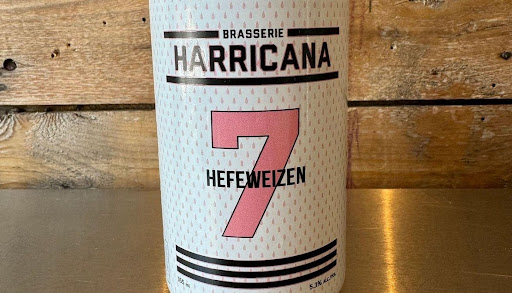 BRASSERIE
HARRICANA
7
HEFEWEIZEN
5.3% ALC./VOL.